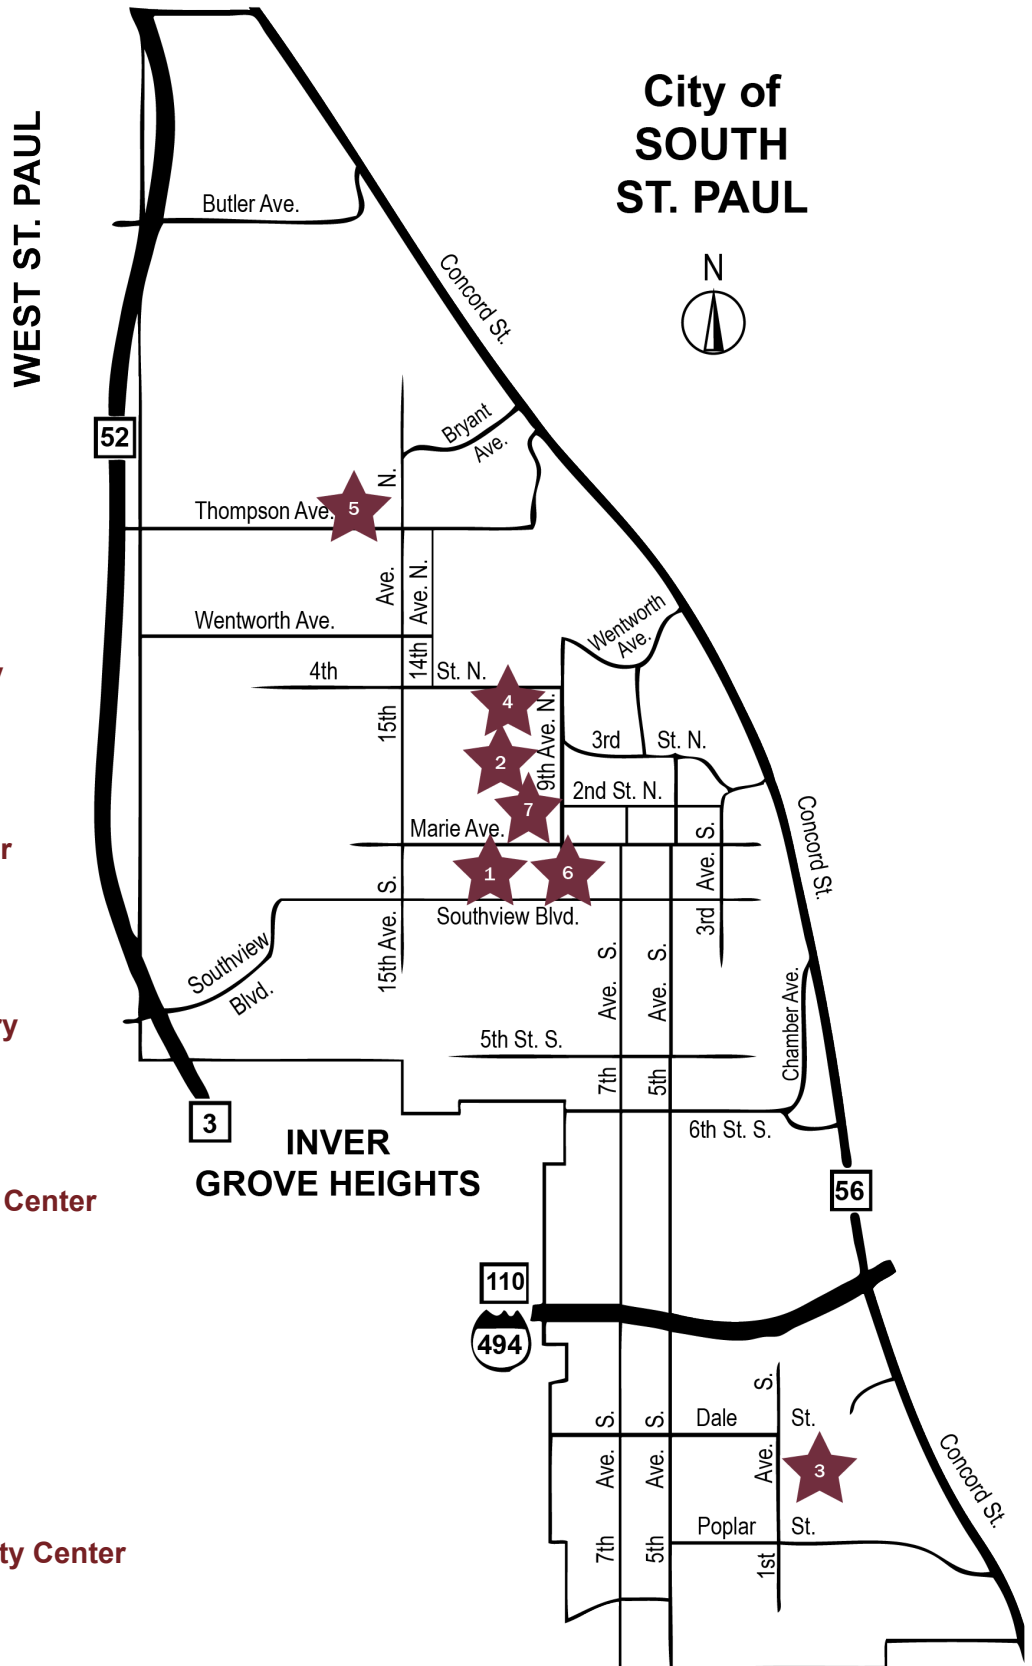 City of
SOUTH
ST. PAUL
WEST ST. PAUL
N
Butler Ave.
Concord St.
52
Bryant
Ave.
N.
5
Thompson Ave.
Ave.
Ave. N.
Wentworth Ave.
Wentworth
Ave.
14th
4th
St. N.
15th
4
9th Ave. N.
2
3rd
St. N.
7
2nd St. N.
Marie Ave.
Concord St.
1
6
3rd Ave. S.
15th Ave. S.
Southview Blvd.
Southview
Blvd.
7th Ave. S.
5th Ave. S.
Chamber Ave.
5th St. S.
3
6th St. S.
INVER
GROVE HEIGHTS
56
110
494
Dale St.
7th Ave. S.
5th Ave. S.
1st Ave. S.
3
Concord St.
Poplar St.
y
r
ry
Center
ty Center